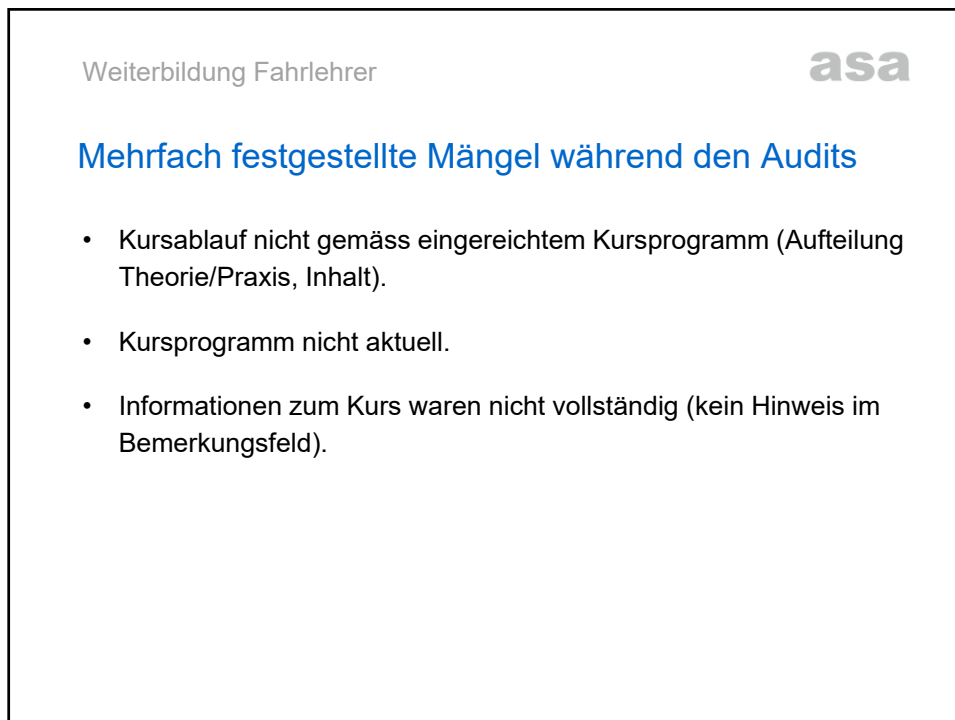 Weiterbildung Fahrlehrer
asa
Mehrfach festgestellte Mängel während den Audits
• Kursablauf nicht gemäss eingereichtem Kursprogramm (Aufteilung
Theorie/Praxis, Inhalt).
• Kursprogramm nicht aktuell.
• Informationen zum Kurs waren nicht vollständig (kein Hinweis im
Bemerkungsfeld).